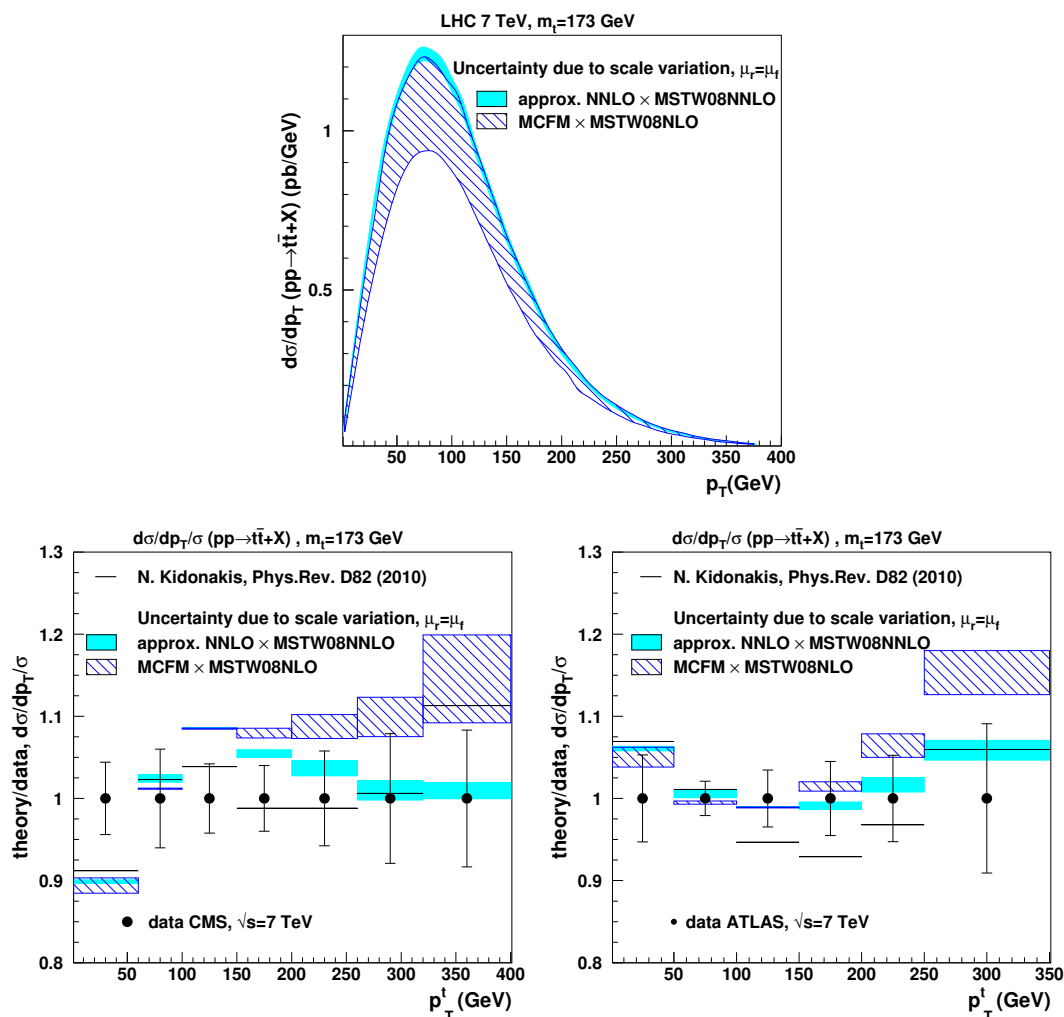 LHC 7 TeV, mₜ=173 GeV
Uncertainty due to scale variation, μᵣ=μ_f
approx. NNLO × MSTW08NNLO
MCFM × MSTW08NLO
dσ/dp_T (pp→tt̄+X) (pb/GeV)
1
0.5
50 100 150 200 250 300 350 400
p_T(GeV)
dσ/dp_T/σ (pp→tt̄+X) , mₜ=173 GeV
N. Kidonakis, Phys.Rev. D82 (2010)
Uncertainty due to scale variation, μᵣ=μ_f
approx. NNLO × MSTW08NNLO
MCFM × MSTW08NLO
theory/data, dσ/dp_T/σ
1.3
1.2
1.1
1
0.9
0.8
data CMS, √s=7 TeV
50 100 150 200 250 300 350 400
p^t_T (GeV)
dσ/dp_T/σ (pp→tt̄+X) , mₜ=173 GeV
N. Kidonakis, Phys.Rev. D82 (2010)
Uncertainty due to scale variation, μᵣ=μ_f
approx. NNLO × MSTW08NNLO
MCFM × MSTW08NLO
theory/data, dσ/dp_T/σ
1.3
1.2
1.1
1
0.9
0.8
data ATLAS, √s=7 TeV
50 100 150 200 250 300 350
p^t_T (GeV)